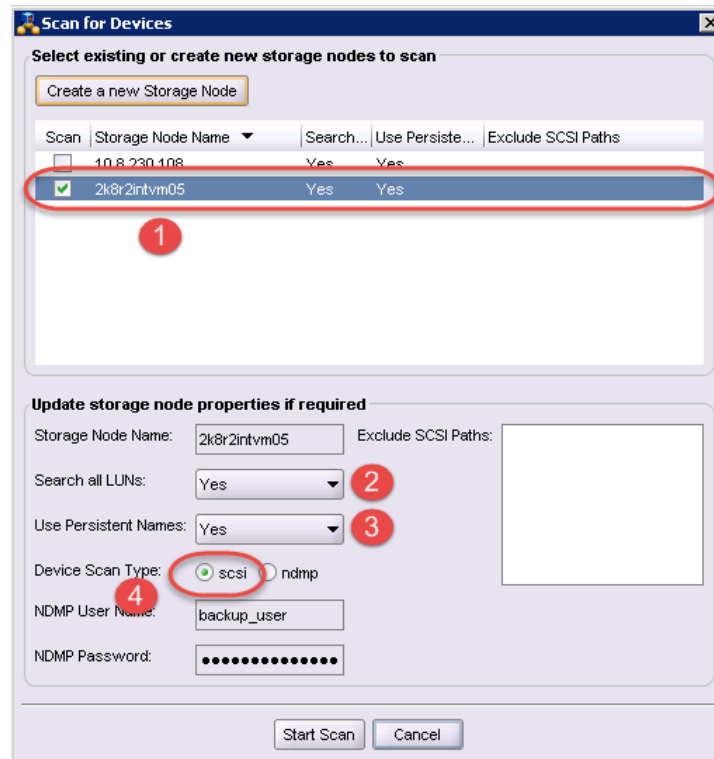 Scan for Devices
Select existing or create new storage nodes to scan
Create a new Storage Node
Scan Storage Node Name Search... Use Persiste... Exclude SCSI Paths
10.8.230.108 Yes Yes
2k8r2intvm05 Yes Yes
1
Update storage node properties if required
Storage Node Name: 2k8r2intvm05 Exclude SCSI Paths:
Search all LUNs: Yes 2
Use Persistent Names: Yes 3
Device Scan Type: scsi ndmp
4
NDMP User Name: backup_user
NDMP Password: ●●●●●●●●●●●●●●
Start Scan Cancel